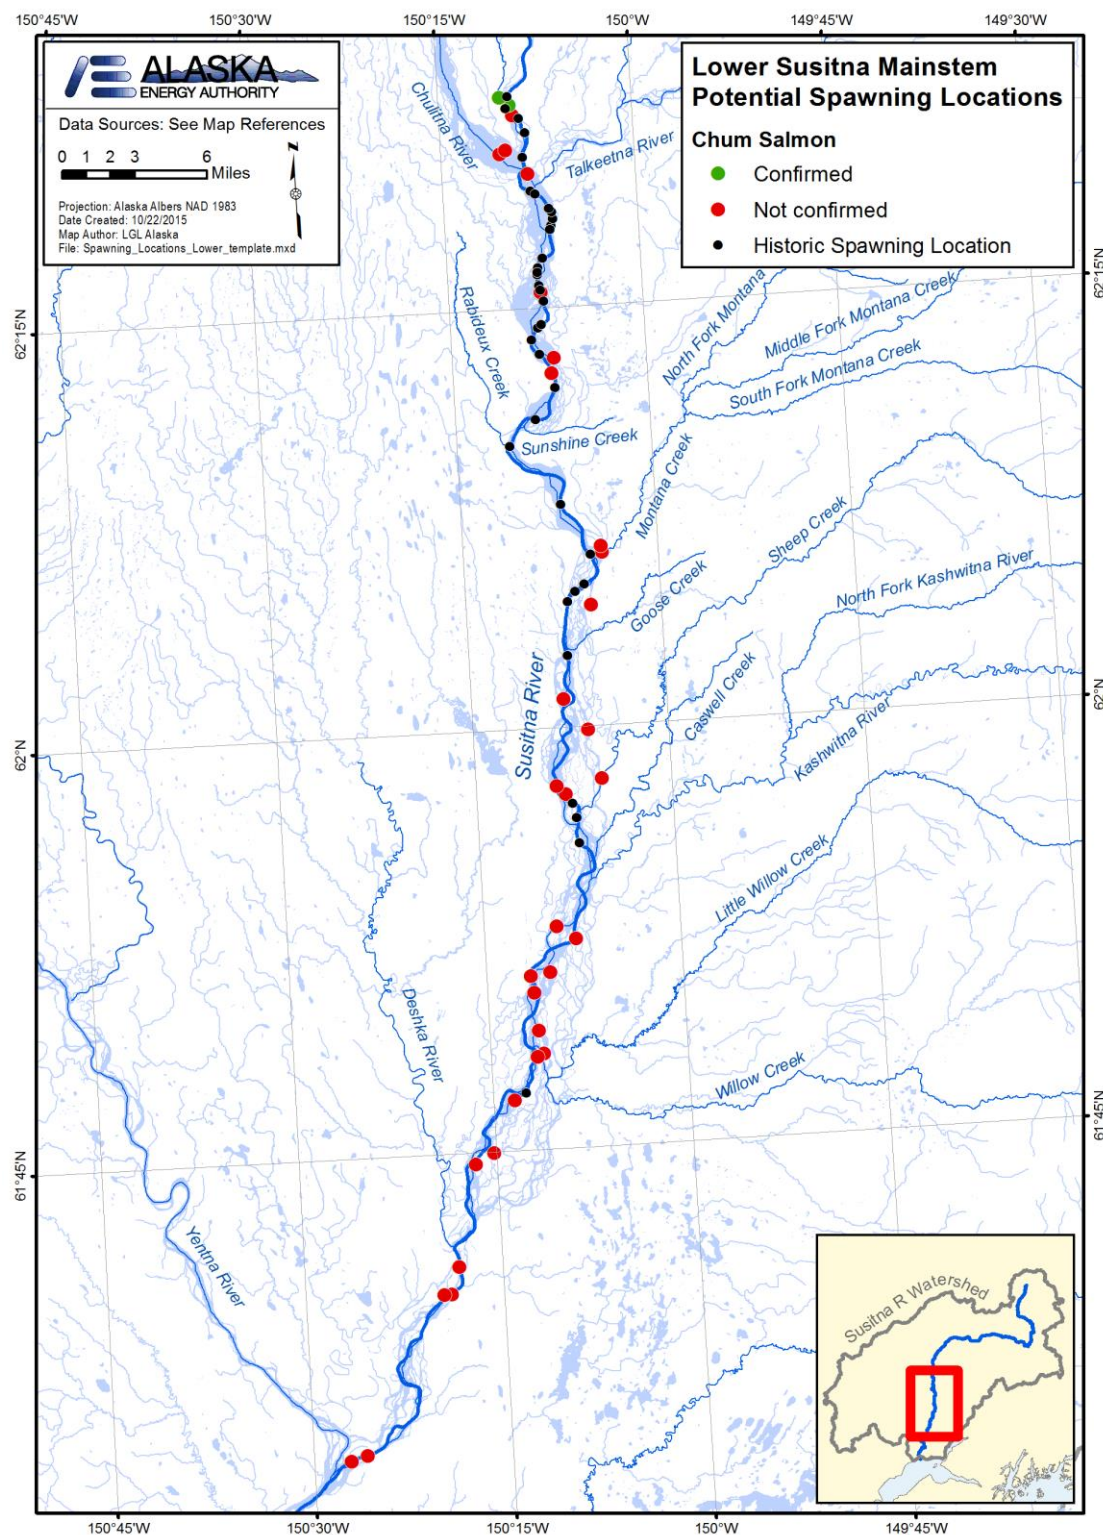 150°45'W 150°30'W 150°15'W 150°W 149°45'W 149°30'W
ALASKA
ENERGY AUTHORITY
Data Sources: See Map References
0 1 2 3 6 Miles
N
Projection: Alaska Albers NAD 1983
Date Created: 10/22/2015
Map Author: LGL Alaska
File: Spawning_Locations_Lower_template.mxd
Lower Susitna Mainstem
Potential Spawning Locations
Chum Salmon
Confirmed
Not confirmed
Historic Spawning Location
Chulitna River
Talkeetna River
62°15'N
62°15'N
Rabideux Creek
North Fork Montana
Middle Fork Montana Creek
South Fork Montana Creek
Sunshine Creek
Montana Creek
Sheep Creek
Goose Creek
North Fork Kashwitna River
Susitna River
Caswell Creek
Kashwitna River
62°N
62°N
Little Willow Creek
Deshka River
Willow Creek
61°45'N
61°45'N
Yentna River
Susitna R Watershed
150°45'W 150°30'W 150°15'W 150°W 149°45'W